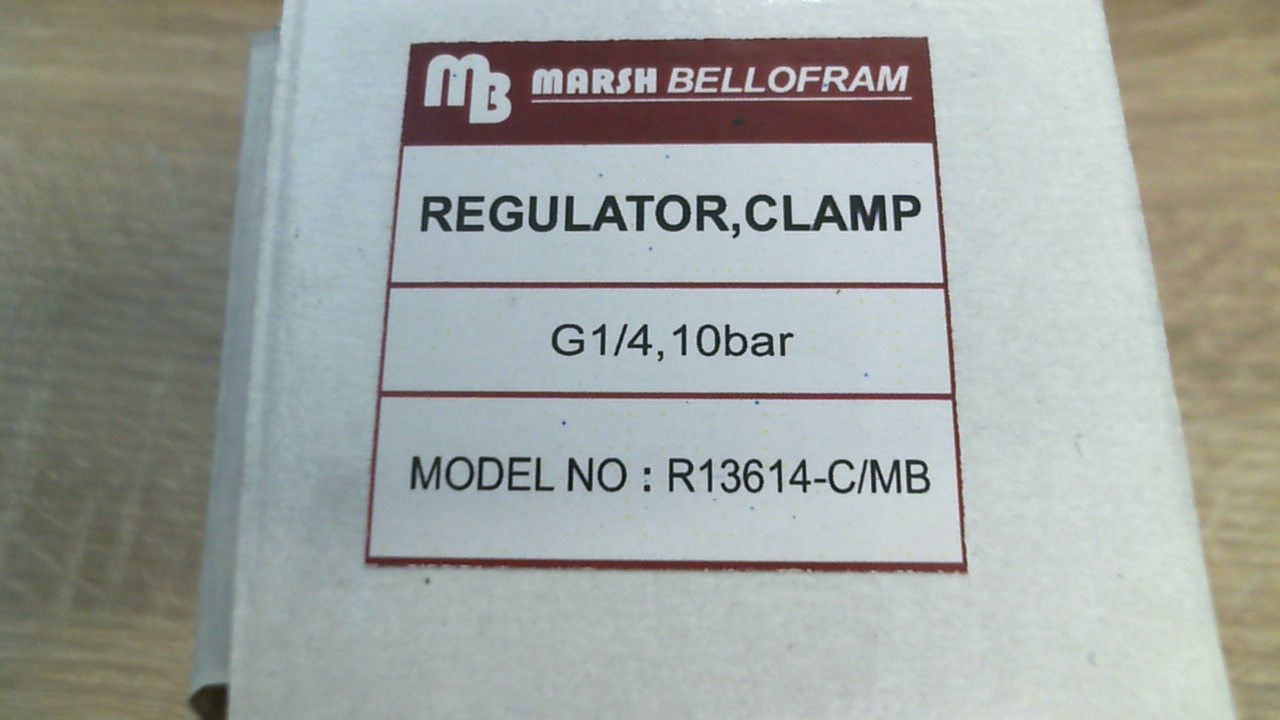 MB MARSH BELLOFRAM
REGULATOR,CLAMP
G1/4,10bar
MODEL NO : R13614-C/MB